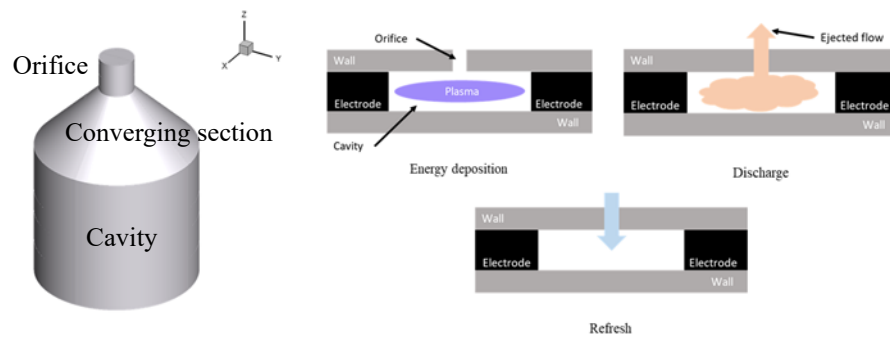 Orifice
Converging section
Cavity
Z
X
Y
Orifice
Wall
Electrode
Plasma
Electrode
Wall
Cavity
Energy deposition
Ejected flow
Wall
Electrode
Electrode
Wall
Discharge
Wall
Electrode
Electrode
Wall
Refresh